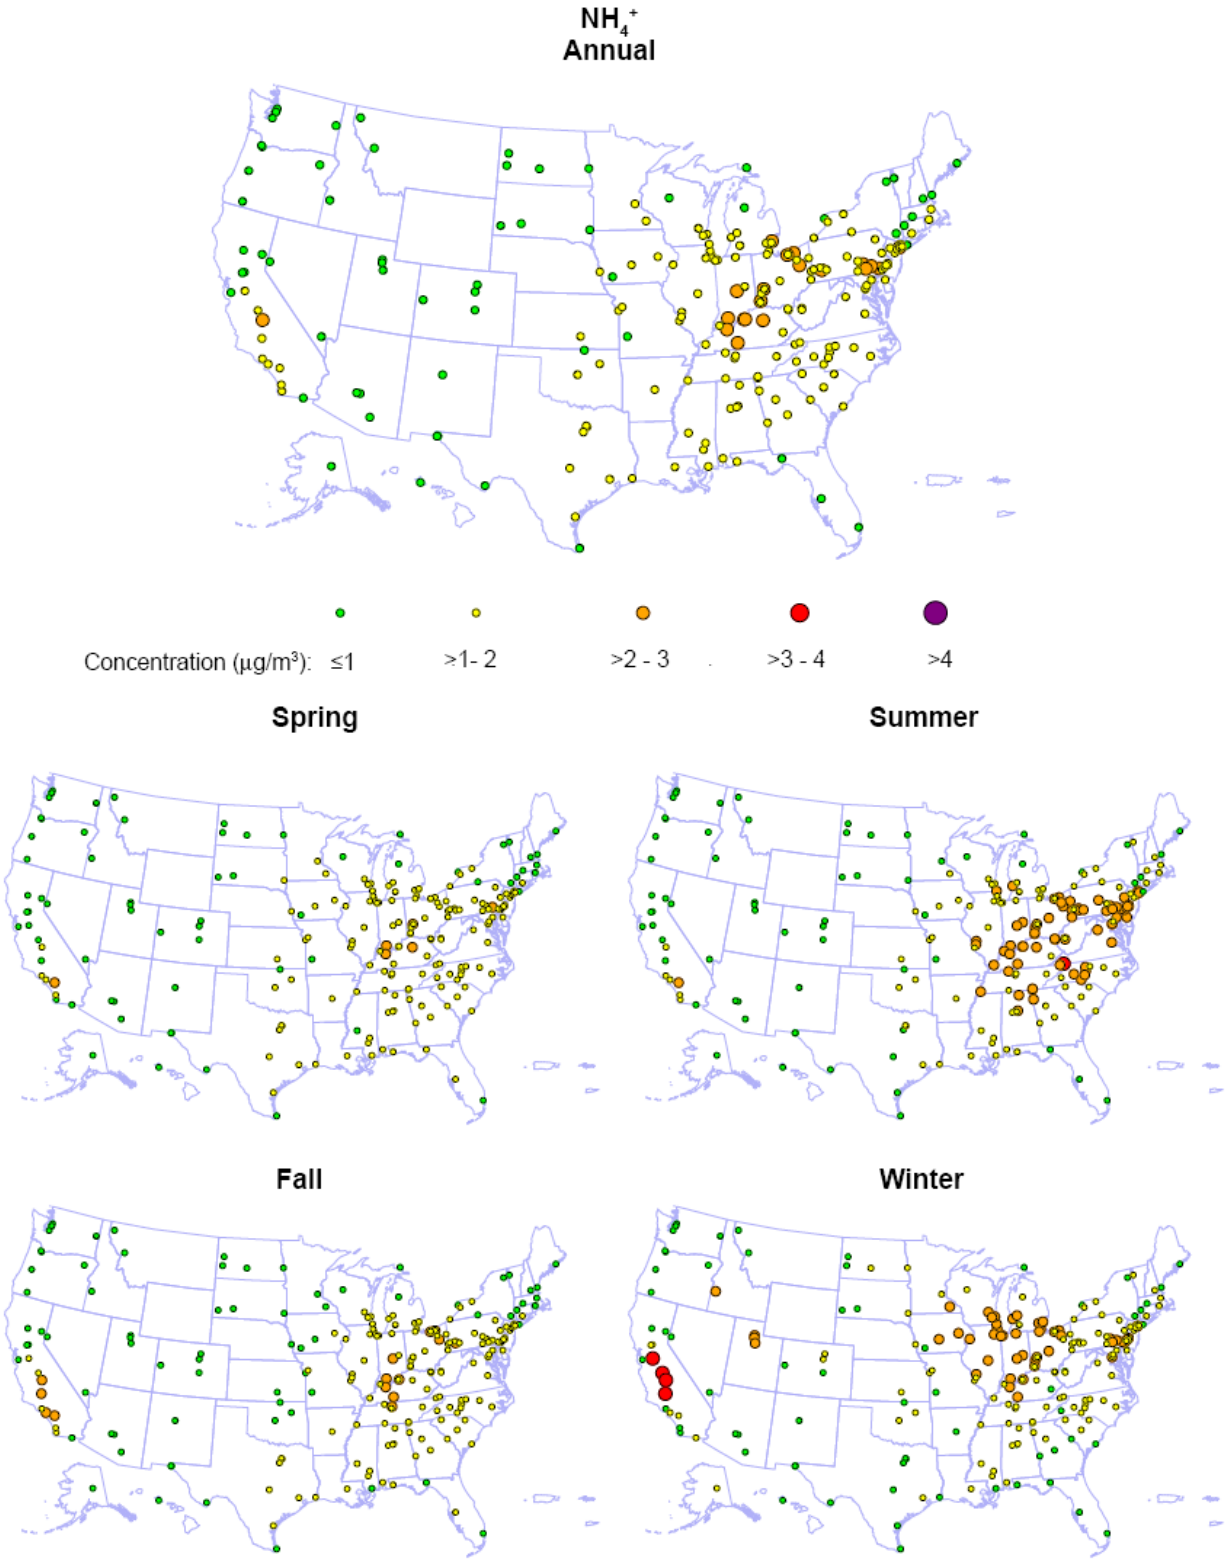 NH₄⁺
Annual
Concentration (μg/m³): ≤1 >1- 2 >2 - 3 >3 - 4 >4
Spring Summer
Fall Winter